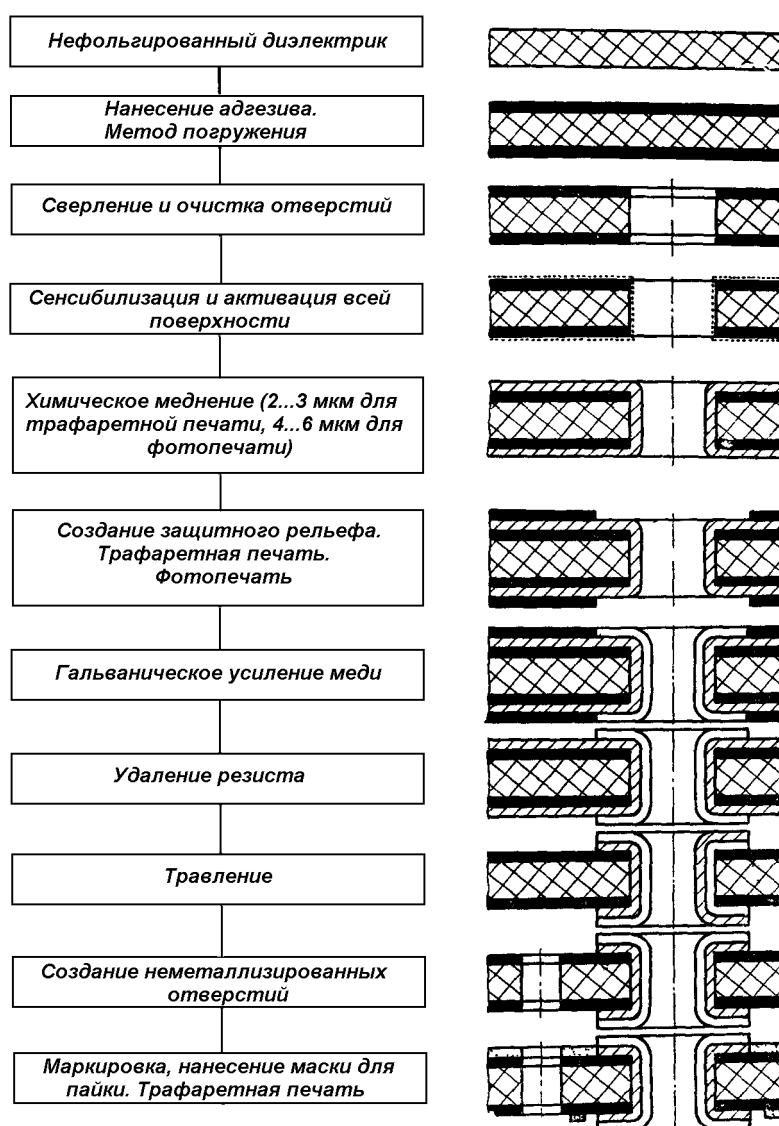 Нефольгированный диэлектрик
Нанесение адгезива.
Метод погружения
Сверление и очистка отверстий
Сенсибилизация и активация всей
поверхности
Химическое меднение (2...3 мкм для
трафаретной печати, 4...6 мкм для
фотопечати)
Создание защитного рельефа.
Трафаретная печать.
Фотопечать
Гальваническое усиление меди
Удаление резиста
Травление
Создание неметаллизированных
отверстий
Маркировка, нанесение маски для
пайки. Трафаретная печать